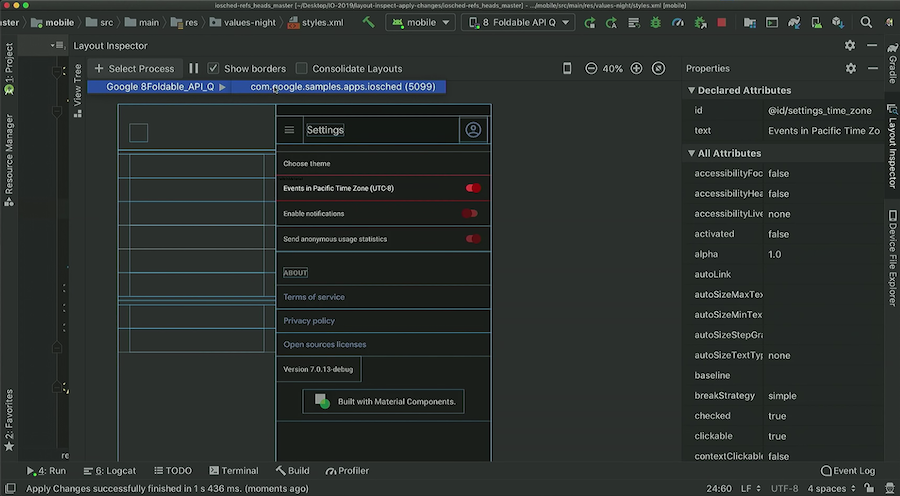 iosched-refs_heads_master [~/Desktop/IO-2019/layout-inspect-apply-changes/iosched-refs_heads_master] - .../mobile/src/main/res/values-night/styles.xml [mobile]
ster
mobile
src
main
res
values-night
styles.xml
mobile
8 Foldable API Q
Layout Inspector
Select Process
Show borders
Consolidate Layouts
40%
Google 8Foldable_API_Q
com.google.samples.apps.iosched (5099)
1: Project
Resource Manager
2: Favorites
View Tree
Settings
Choose theme
Events in Pacific Time Zone (UTC-8)
Enable notifications
Send anonymous usage statistics
ABOUT
Terms of service
Privacy policy
Open sources licenses
Version 7.0.13-debug
Built with Material Components.
Properties
Declared Attributes
id @id/settings_time_zone
text Events in Pacific Time Zo
All Attributes
accessibilityFoc false
accessibilityHea false
accessibilityLive none
activated false
alpha 1.0
autoLink
autoSizeMaxTex
autoSizeMinTex
autoSizeStepGra
autoSizeTextTyp none
baseline
breakStrategy simple
checked true
clickable true
contextClickable false
Gradle
Layout Inspector
Device File Explorer
re
4: Run
6: Logcat
TODO
Terminal
Build
Profiler
Event Log
Apply Changes successfully finished in 1 s 436 ms. (moments ago)
24:60
LF
UTF-8
4 spaces